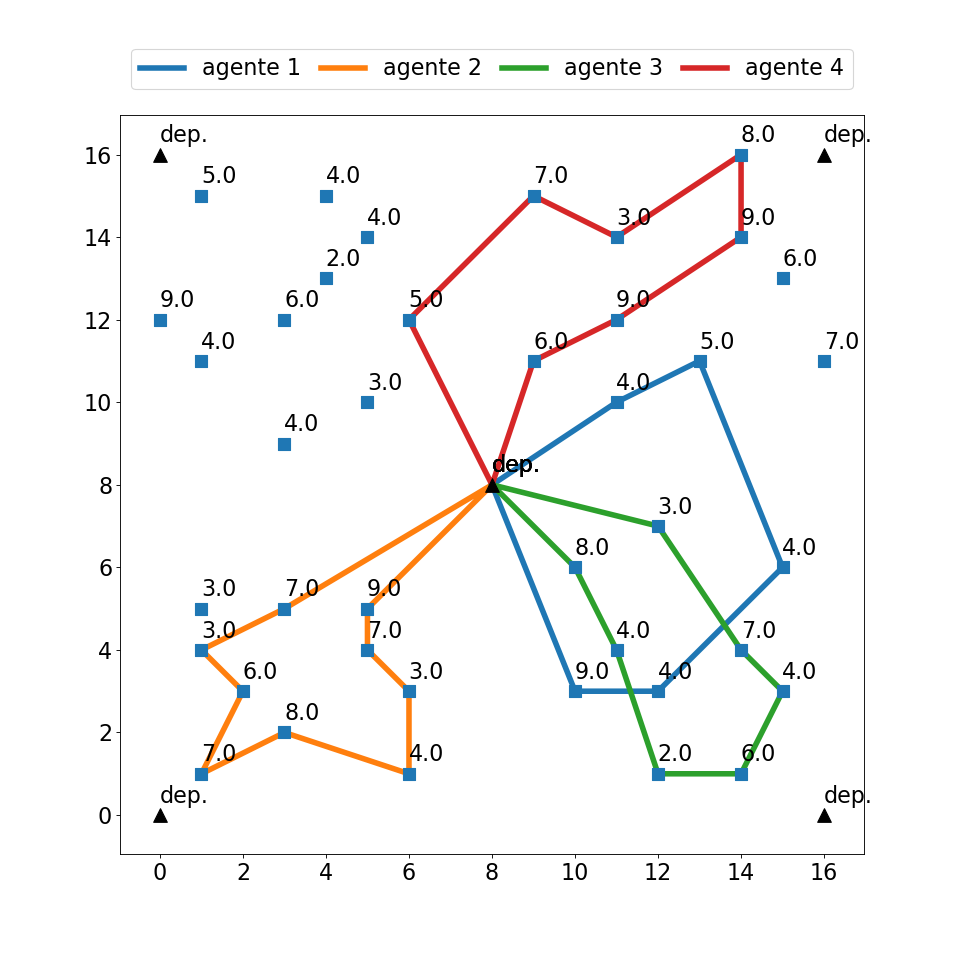 agente 1 agente 2 agente 3 agente 4
dep. 8.0 dep.
16
5.0 4.0 7.0
4.0 3.0 9.0
14
2.0 6.0
9.0 6.0 5.0 9.0
12
4.0 6.0 5.0 7.0
3.0 4.0
10
4.0
dep. dep.
8
3.0
8.0 4.0
6
3.0 7.0 9.0
3.0 7.0 4.0 7.0
4
6.0 3.0 4.0 4.0
9.0
8.0
2
7.0 4.0 2.0 6.0
dep. dep.
0
0 2 4 6 8 10 12 14 16